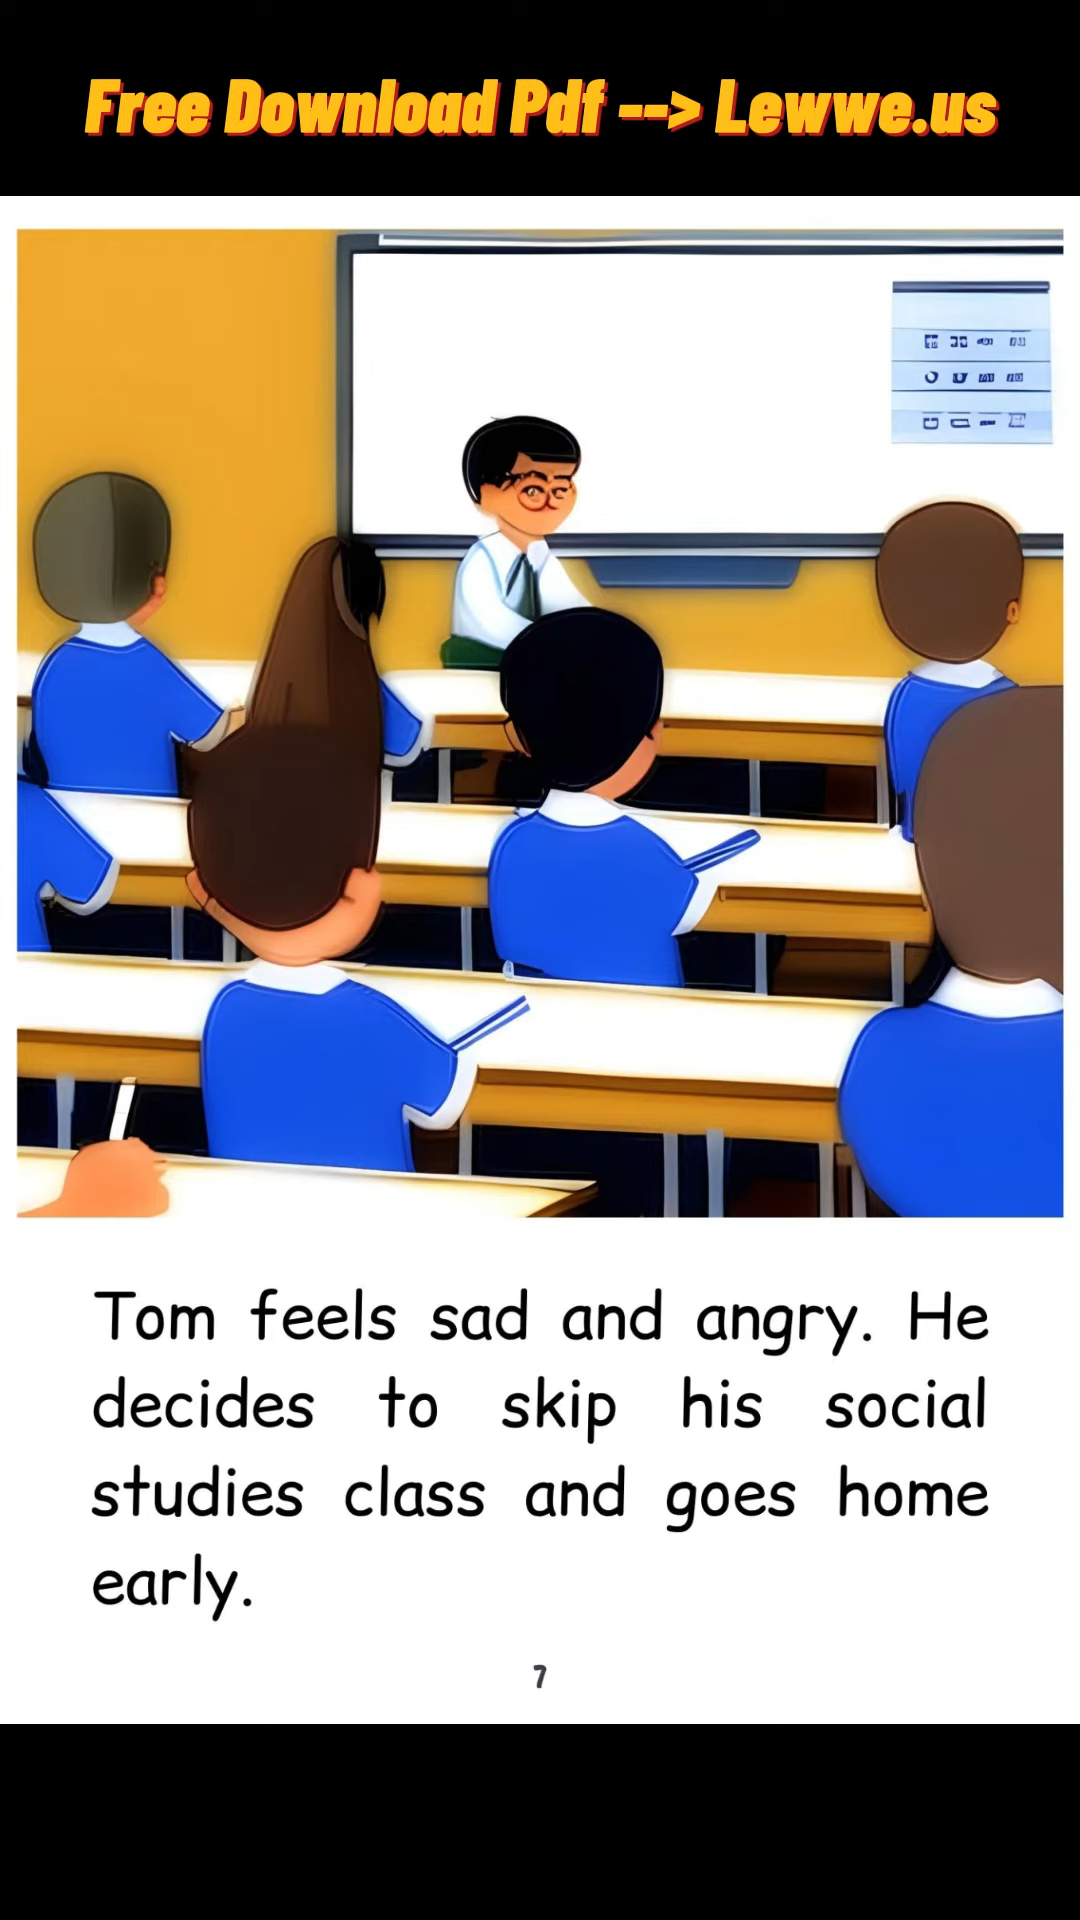 Free Download Pdf --> Lewwe.us
Tom feels sad and angry. He
decides to skip his social
studies class and goes home
early.
7